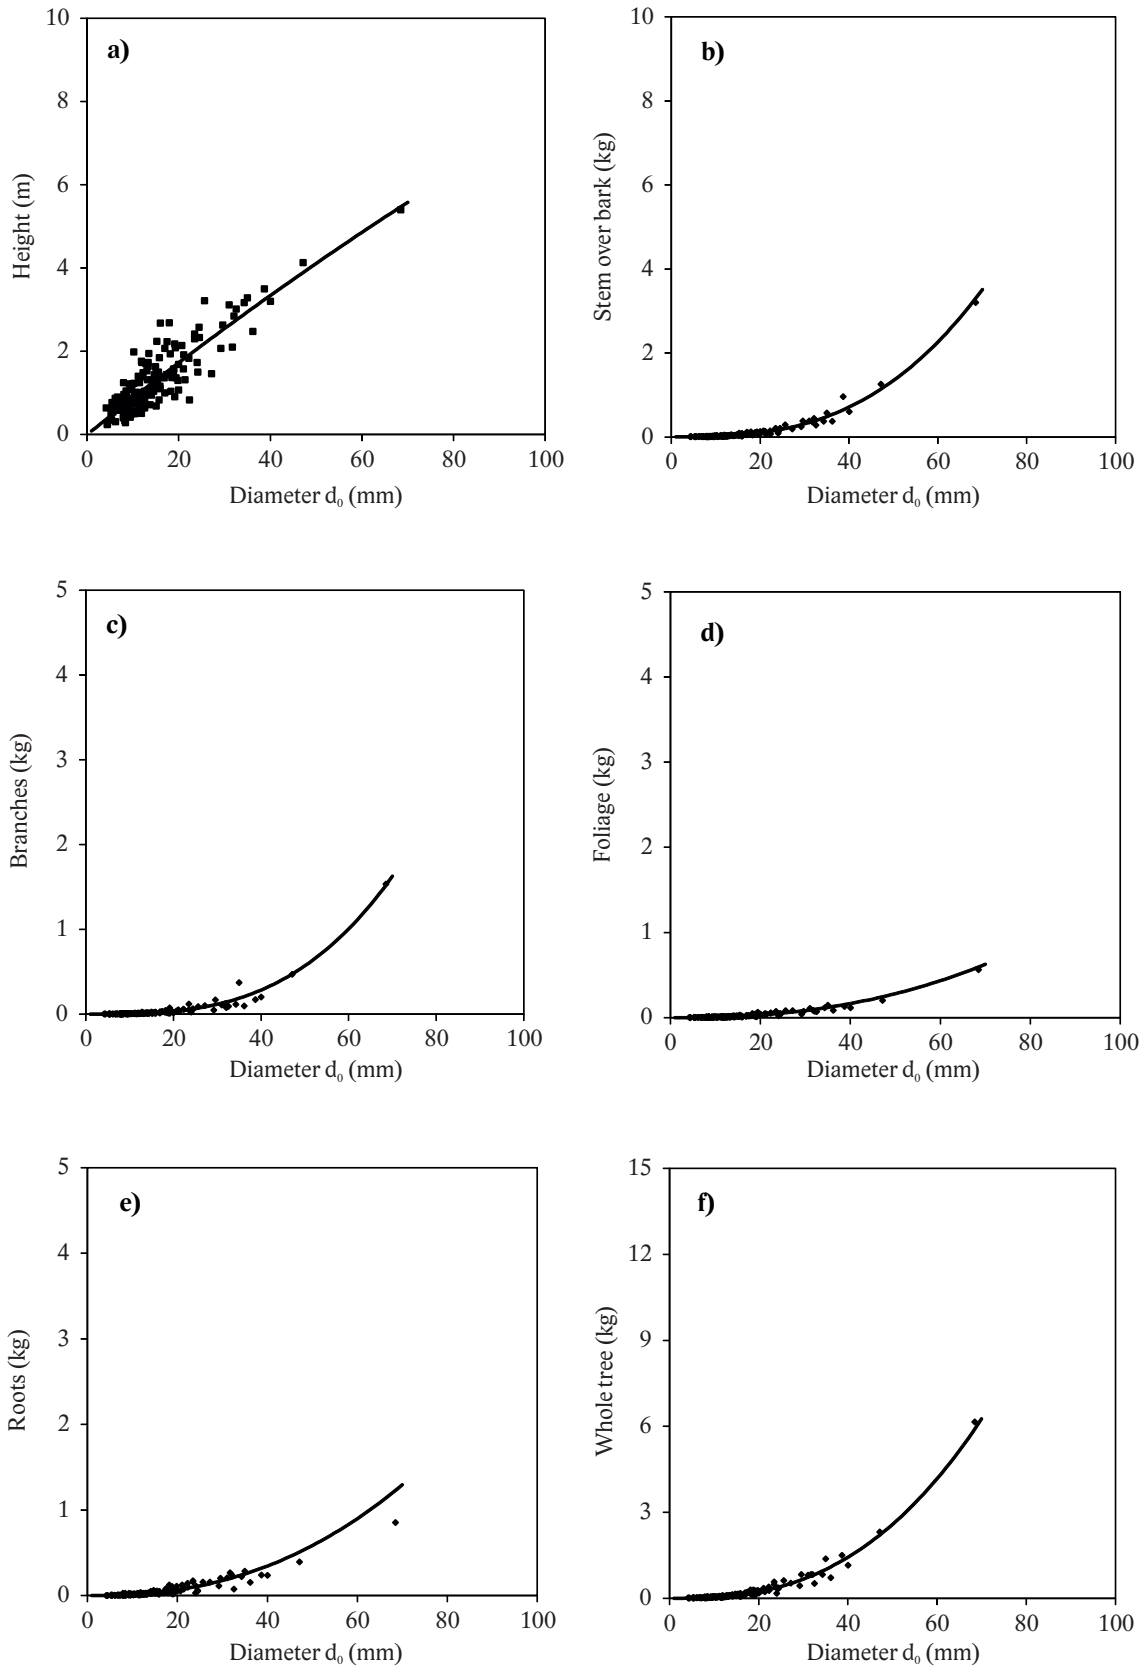 a)
Height (m)
10
8
6
4
2
0
0 20 40 60 80 100
Diameter d₀ (mm)
b)
Stem over bark (kg)
10
8
6
4
2
0
0 20 40 60 80 100
Diameter d₀ (mm)
c)
Branches (kg)
5
4
3
2
1
0
0 20 40 60 80 100
Diameter d₀ (mm)
d)
Foliage (kg)
5
4
3
2
1
0
0 20 40 60 80 100
Diameter d₀ (mm)
e)
Roots (kg)
5
4
3
2
1
0
0 20 40 60 80 100
Diameter d₀ (mm)
f)
Whole tree (kg)
15
12
9
6
3
0
0 20 40 60 80 100
Diameter d₀ (mm)